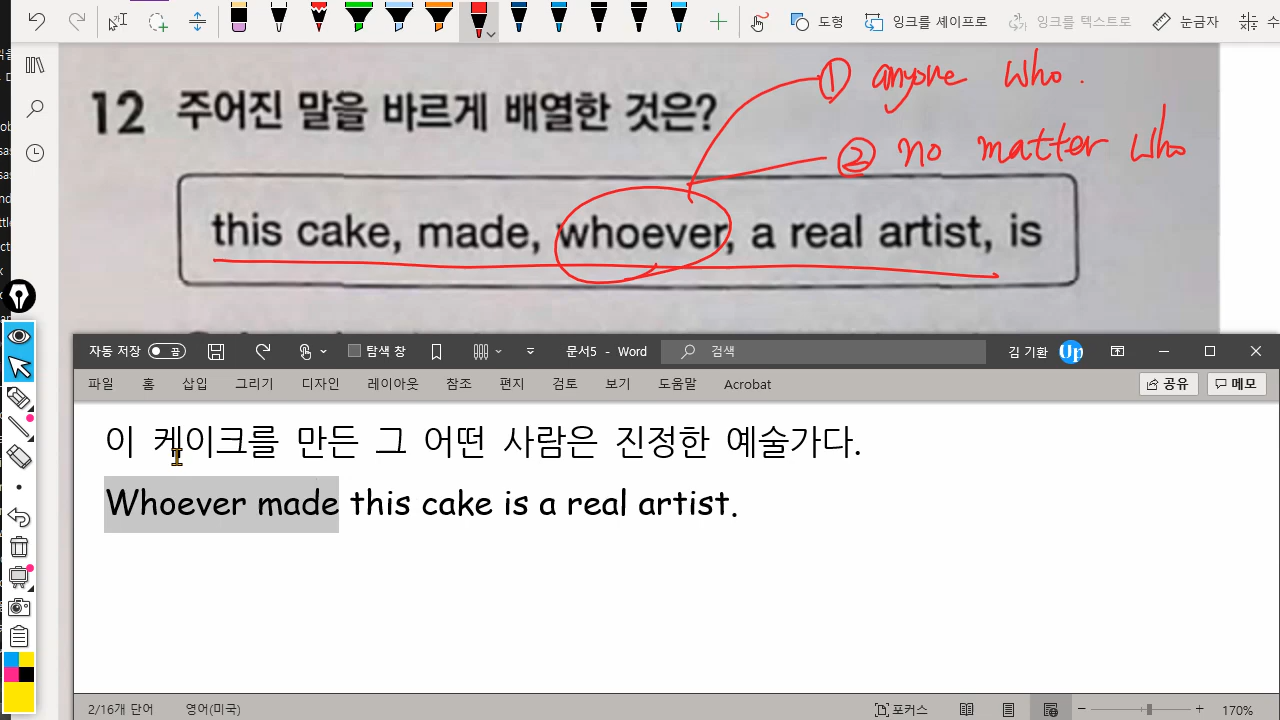 도형
잉크를 셰이프로
잉크를 텍스트로
눈금자
수
① anyone who.
12 주어진 말을 바르게 배열한 것은?
② no matter who
this cake, made, whoever, a real artist, is
자동 저장
끔
탐색 창
문서5 - Word
검색
김 기환
Up
파일 홈 삽입 그리기 디자인 레이아웃 참조 편지 검토 보기 도움말 Acrobat
공유
메모
이 케이크를 만든 그 어떤 사람은 진정한 예술가다.
Whoever made this cake is a real artist.
2/16개 단어
영어(미국)
포커스
170%